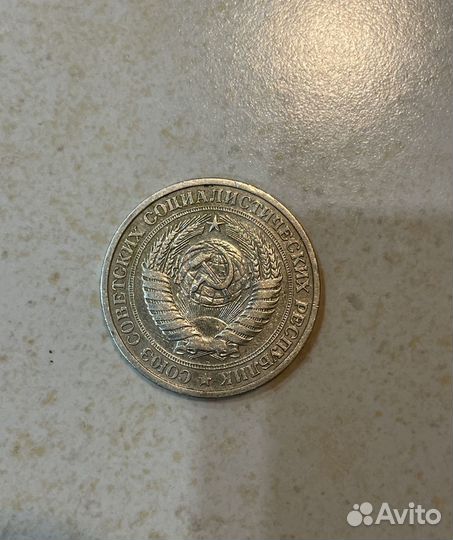 СОЮЗ СОВЕТСКИХ СОЦИАЛИСТИЧЕСКИХ РЕСПУБЛИК
Avito